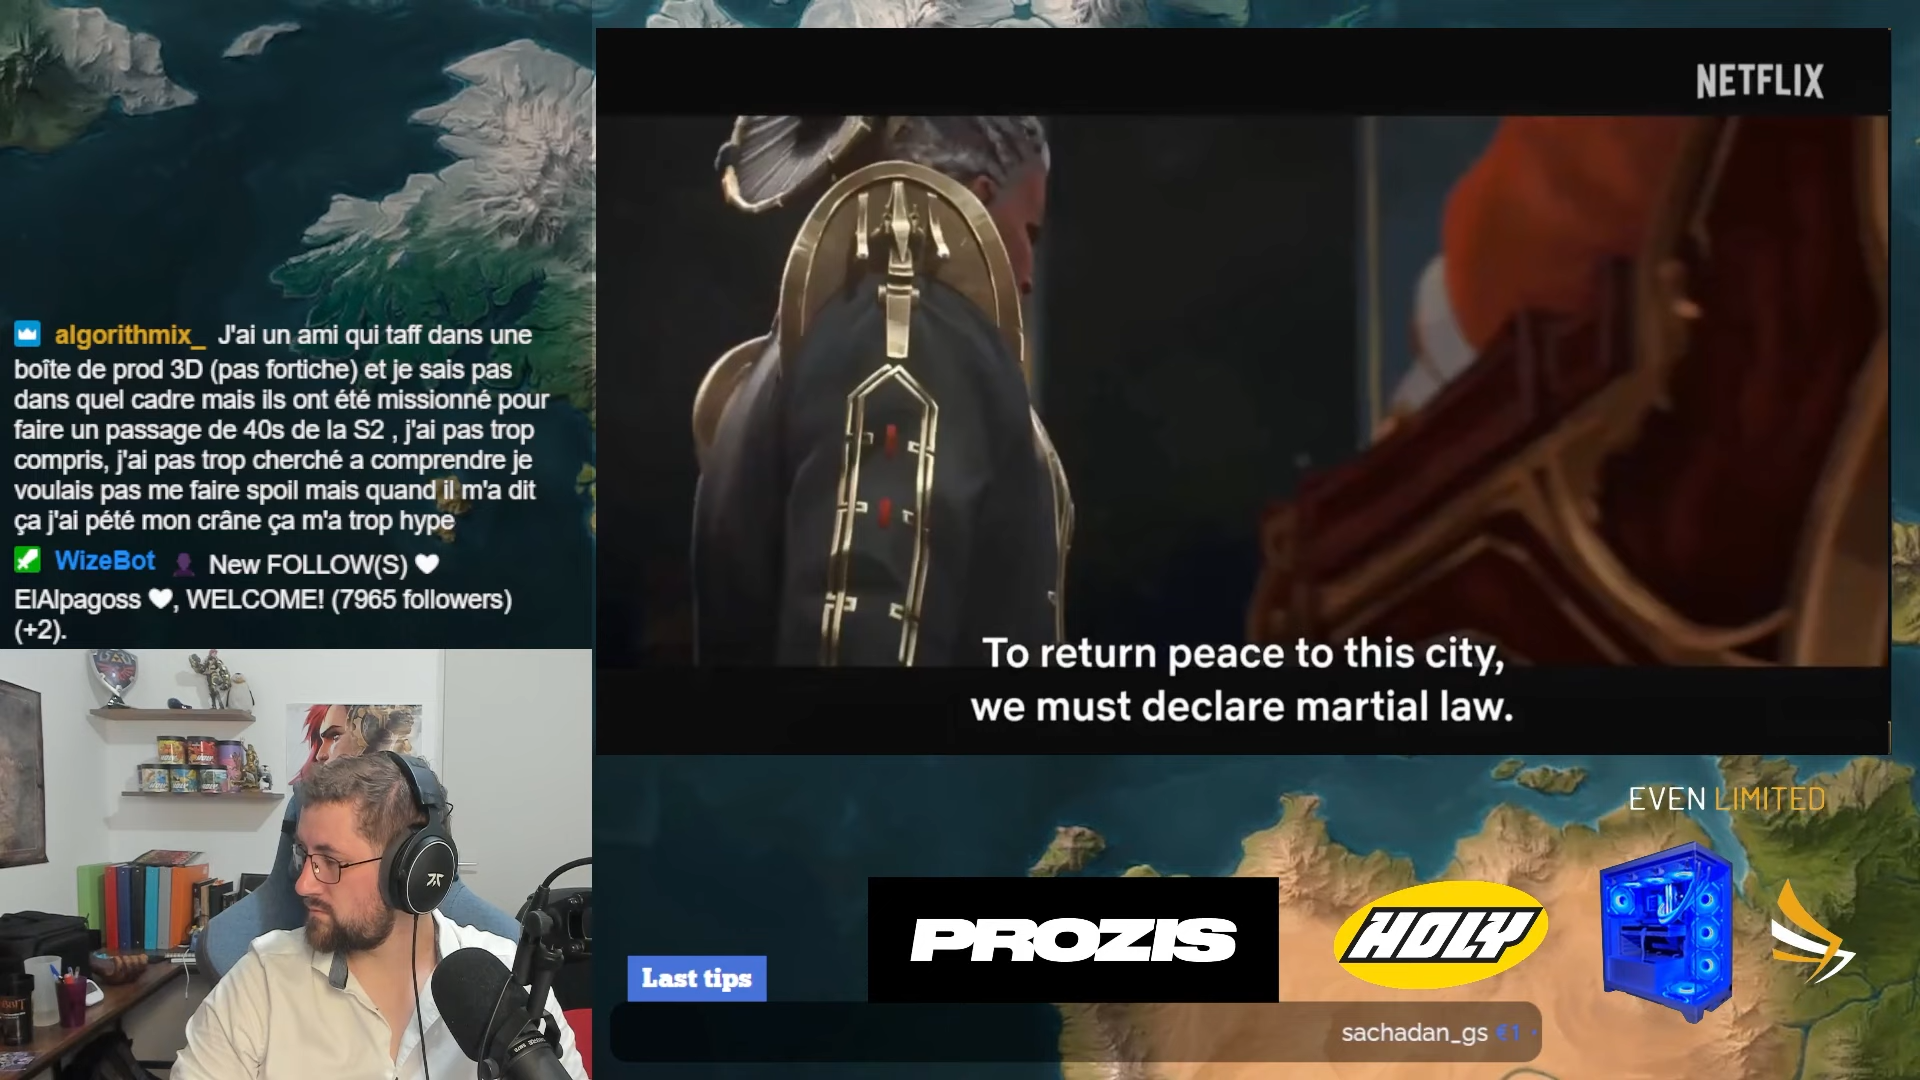 algorithmix_ J'ai un ami qui taff dans une
boîte de prod 3D (pas fortiche) et je sais pas
dans quel cadre mais ils ont été missionné pour
faire un passage de 40s de la S2 , j'ai pas trop
compris, j'ai pas trop cherché a comprendre je
voulais pas me faire spoil mais quand il m'a dit
ça j'ai pété mon crâne ça m'a trop hype
WizeBot New FOLLOW(S)
ElAlpagoss , WELCOME! (7965 followers)
(+2).
NETFLIX
To return peace to this city,
we must declare martial law.
EVEN LIMITED
PROZIS
HOLY
Last tips
sachadan_gs €1